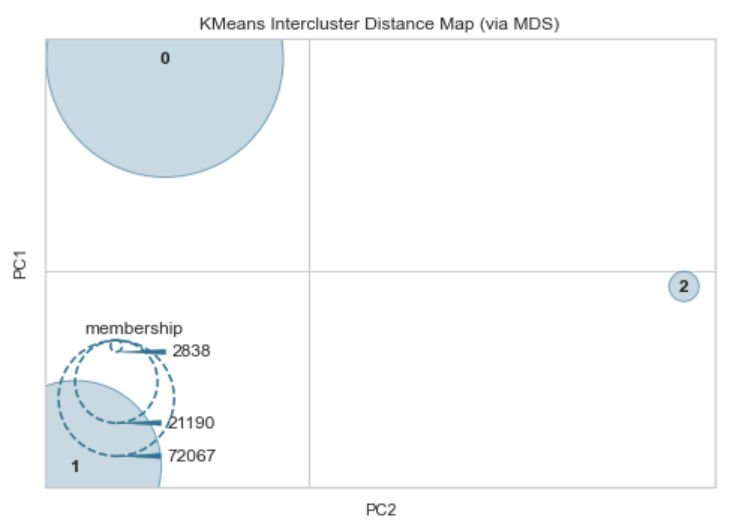 KMeans Intercluster Distance Map (via MDS)
0
PC1
2
membership
2838
21190
72067
1
PC2